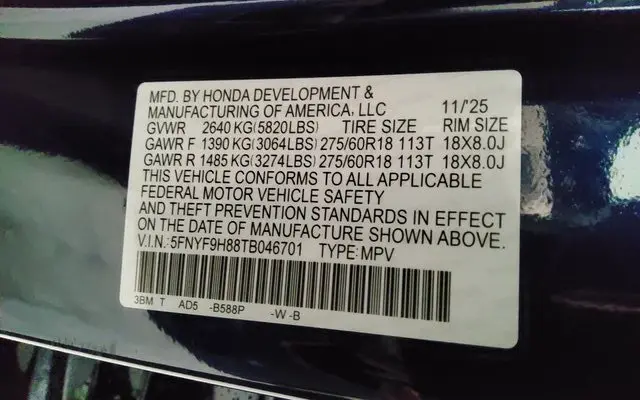 MFD. BY HONDA DEVELOPMENT &
MANUFACTURING OF AMERICA, LLC 11/'25
GVWR 2640 KG(5820LBS) TIRE SIZE RIM SIZE
GAWR F 1390 KG(3064LBS) 275/60R18 113T 18X8.0J
GAWR R 1485 KG(3274LBS) 275/60R18 113T 18X8.0J
THIS VEHICLE CONFORMS TO ALL APPLICABLE
FEDERAL MOTOR VEHICLE SAFETY
AND THEFT PREVENTION STANDARDS IN EFFECT
ON THE DATE OF MANUFACTURE SHOWN ABOVE.
V.I.N.:5FNYF9H88TB046701 TYPE:MPV
3BM T AD5 -B588P -W -B